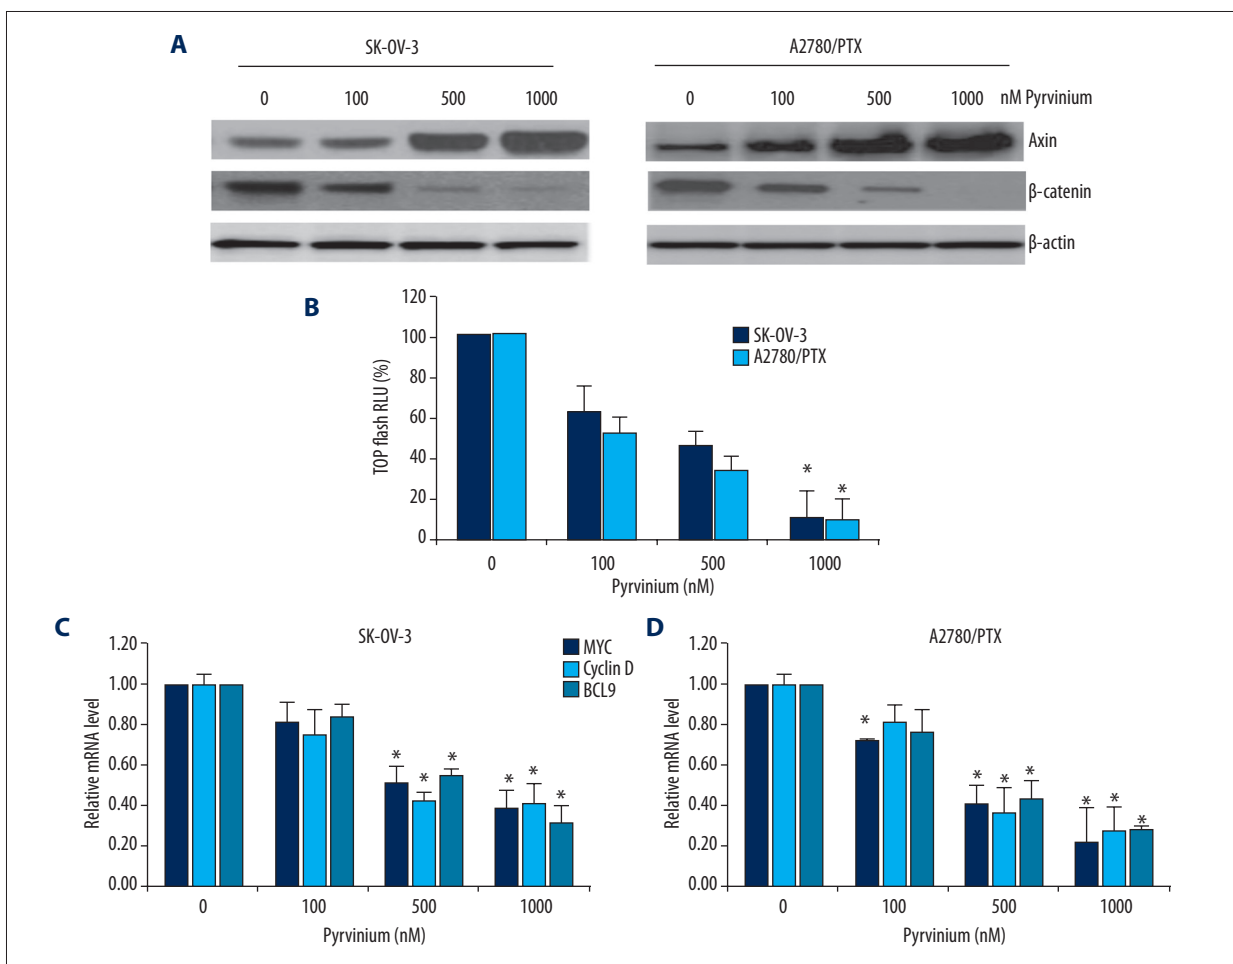 A
SK-OV-3
A2780/PTX
0 100 500 1000
0 100 500 1000 nM Pyrvinium
Axin
β-catenin
β-actin
B
120
100
80
60
40
20
0
TOP flash RLU (%)
SK-OV-3
A2780/PTX
* *
0 100 500 1000
Pyrvinium (nM)
C
SK-OV-3
MYC
Cyclin D
BCL9
1.20
1.00
0.80
0.60
0.40
0.20
0.00
Relative mRNA level
* * * * * *
0 100 500 1000
Pyrvinium (nM)
D
A2780/PTX
1.20
1.00
0.80
0.60
0.40
0.20
0.00
Relative mRNA level
* * * * * * *
0 100 500 1000
Pyrvinium (nM)